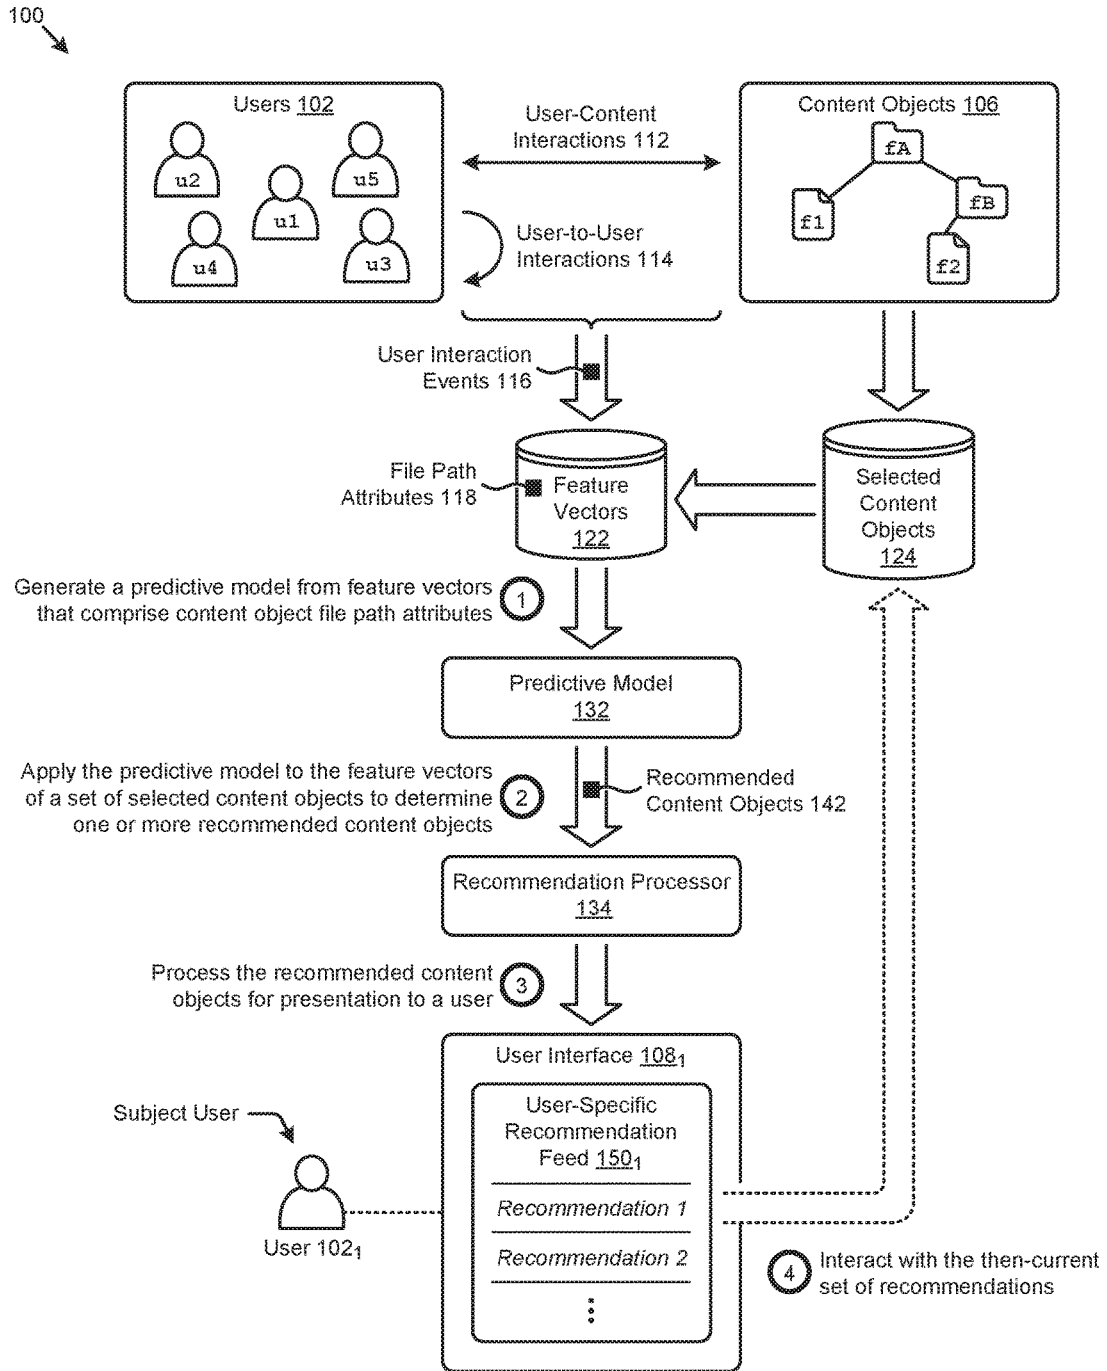 100
Users 102
u2
u5
u1
u4
u3
User-Content
Interactions 112
User-to-User
Interactions 114
Content Objects 106
fA
f1
fB
f2
User Interaction
Events 116
File Path
Attributes 118
Feature
Vectors
122
Selected
Content
Objects
124
Generate a predictive model from feature vectors
that comprise content object file path attributes
1
Predictive Model
132
Apply the predictive model to the feature vectors
of a set of selected content objects to determine
one or more recommended content objects
2
Recommended
Content Objects 142
Recommendation Processor
134
Process the recommended content
objects for presentation to a user
3
User Interface 108₁
User-Specific
Recommendation
Feed 150₁
Recommendation 1
Recommendation 2
⋮
Subject User
User 102₁
4
Interact with the then-current
set of recommendations